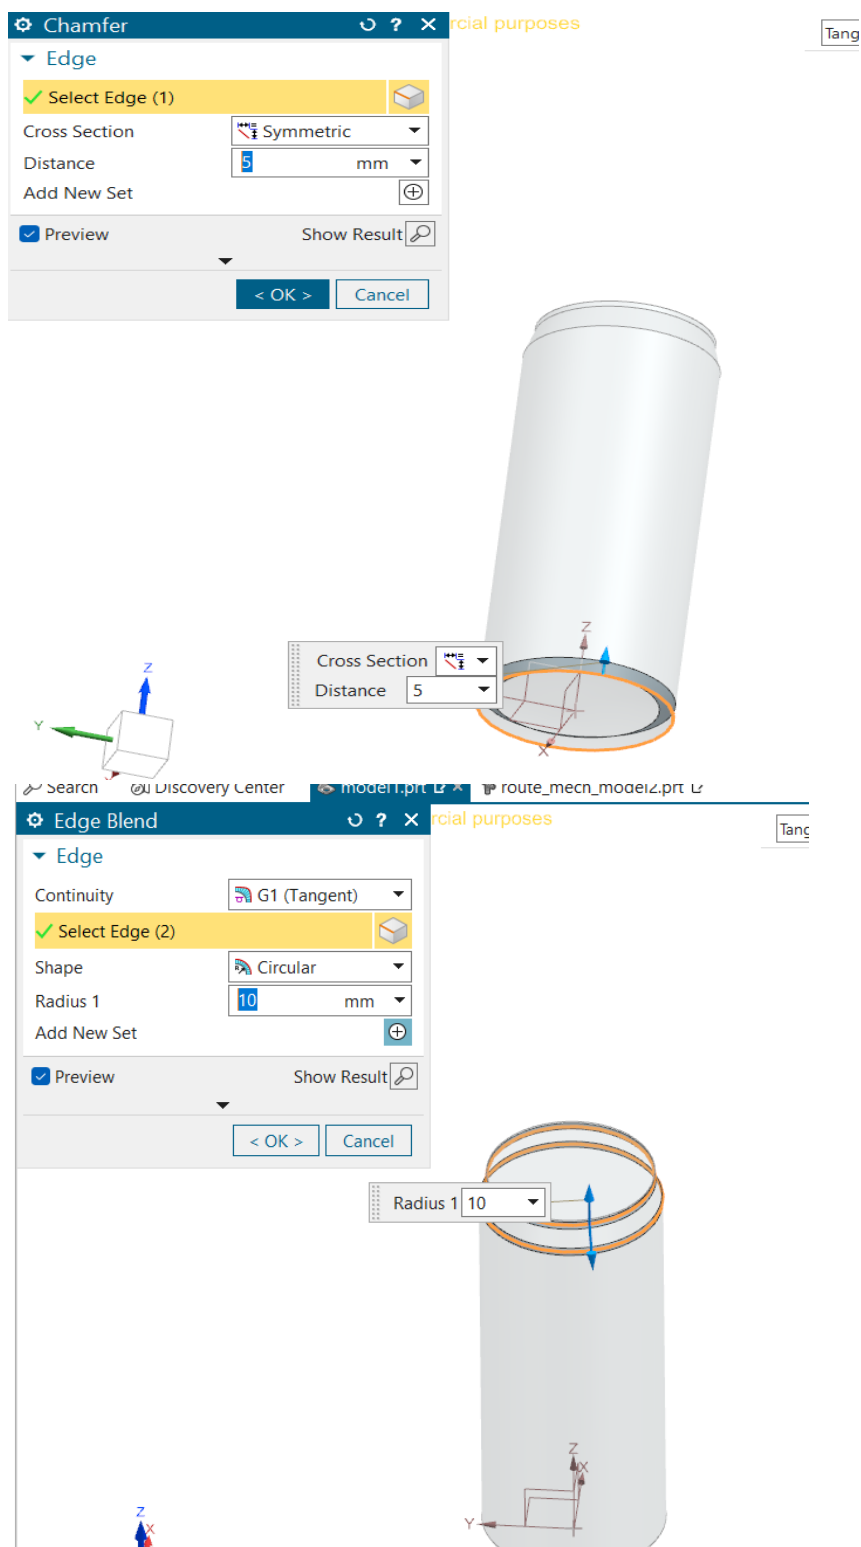 Chamfer ? rcial purposes
Tang
Edge
Select Edge (1)
Cross Section Symmetric
Distance 5 mm
Add New Set
Preview Show Result
< OK > Cancel
Z
Cross Section
Distance 5
X
Z
Y
Search Discovery Center model1.prt route_mech_model2.prt
Edge Blend ? rcial purposes
Tang
Edge
Continuity G1 (Tangent)
Select Edge (2)
Shape Circular
Radius 1 10 mm
Add New Set
Preview Show Result
< OK > Cancel
Radius 1 10
Z
X
Y
Z
X